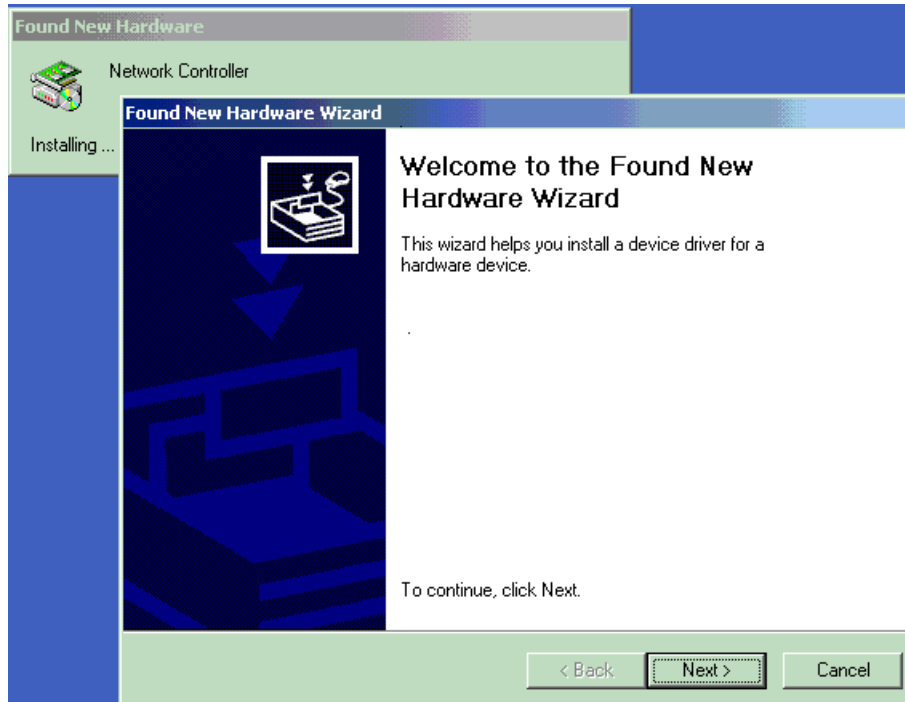 Found New Hardware
Network Controller
Installing ...
Found New Hardware Wizard
Welcome to the Found New
Hardware Wizard
This wizard helps you install a device driver for a
hardware device.
.
To continue, click Next.
< Back
Next >
Cancel